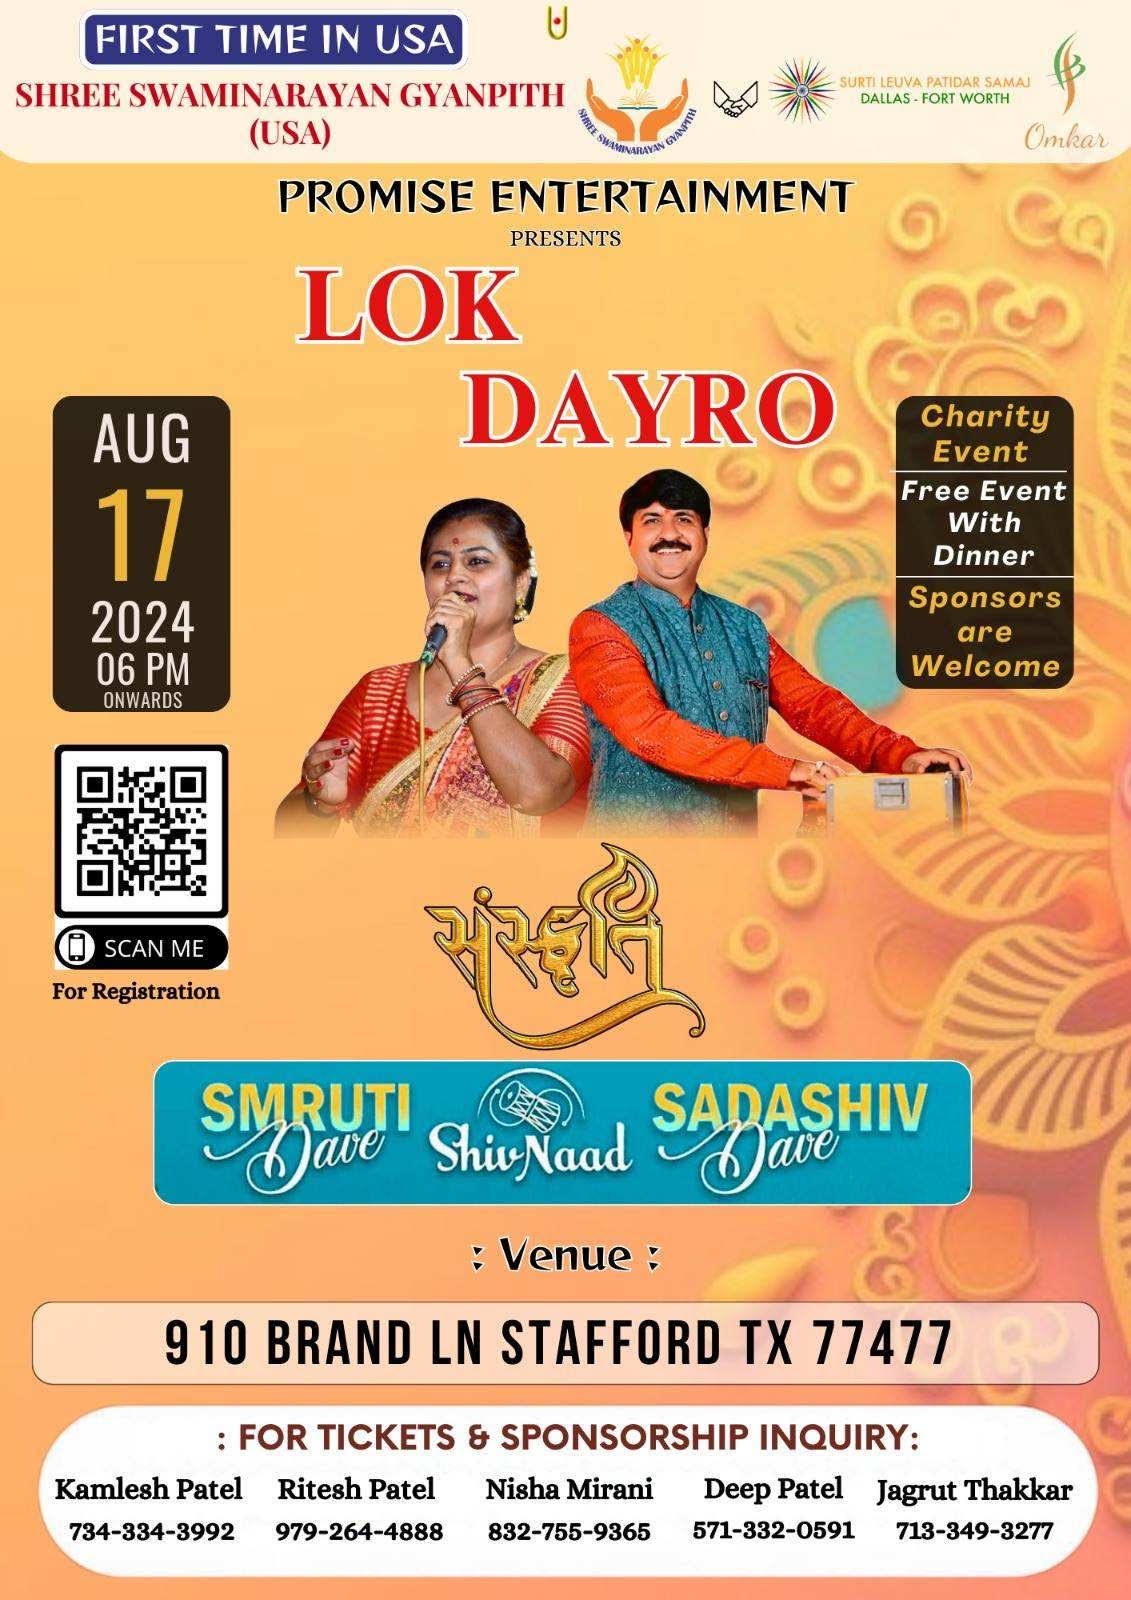 FIRST TIME IN USA
SHREE SWAMINARAYAN GYANPITH
(USA)
SHREE SWAMINARAYAN GYANPITH
SURTI LEUVA PATIDAR SAMAJ
DALLAS - FORT WORTH
Omkar
PROMISE ENTERTAINMENT
PRESENTS
LOK
DAYRO
AUG
17
2024
06 PM
ONWARDS
Charity
Event
Free Event
With
Dinner
Sponsors
are
Welcome
SCAN ME
For Registration
संस्कृति
SMRUTI
Dave
ShivNaad
SADASHIV
Dave
: Venue :
910 BRAND LN STAFFORD TX 77477
: FOR TICKETS & SPONSORSHIP INQUIRY:
Kamlesh Patel Ritesh Patel Nisha Mirani Deep Patel Jagrut Thakkar
734-334-3992 979-264-4888 832-755-9365 571-332-0591 713-349-3277